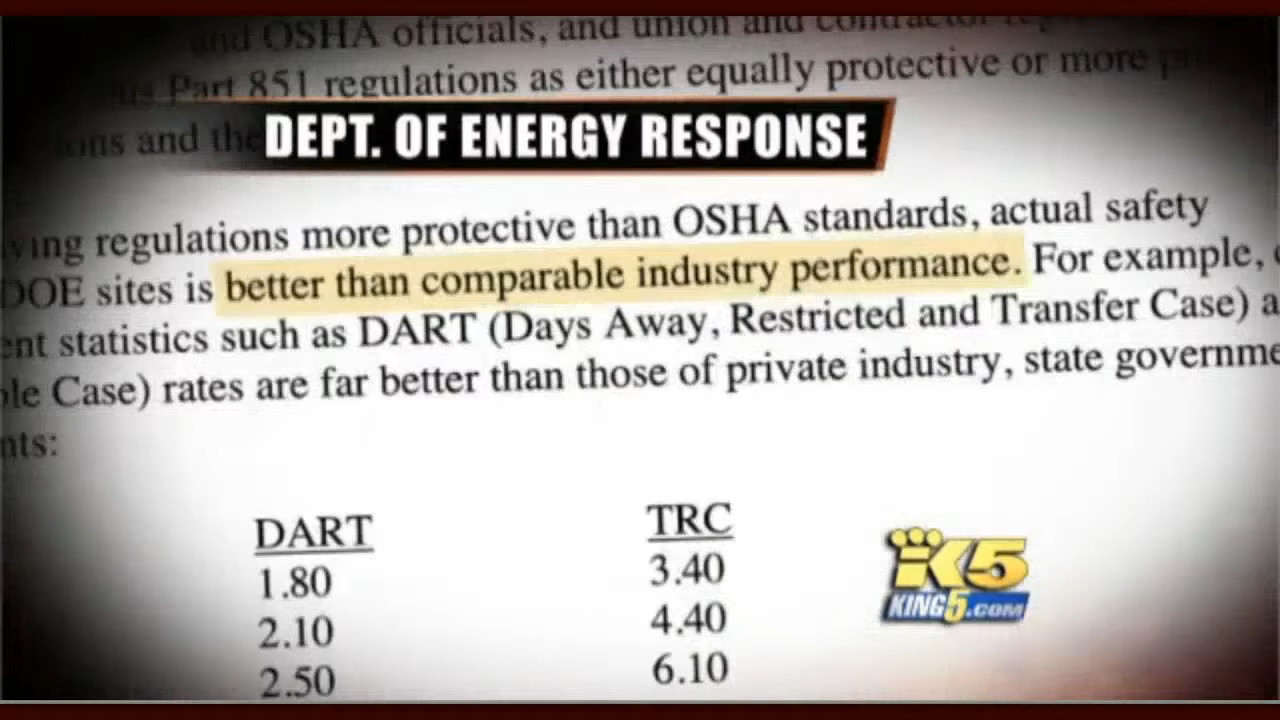 and OSHA officials, and union and contractor
Part 851 regulations as either equally protective or more
and the
DEPT. OF ENERGY RESPONSE
regulations more protective than OSHA standards, actual safety
DOE sites is better than comparable industry performance. For example,
statistics such as DART (Days Away, Restricted and Transfer Case)
Case) rates are far better than those of private industry, state
DART TRC
1.80 3.40
2.10 4.40
2.50 6.10
K5
KING5.COM